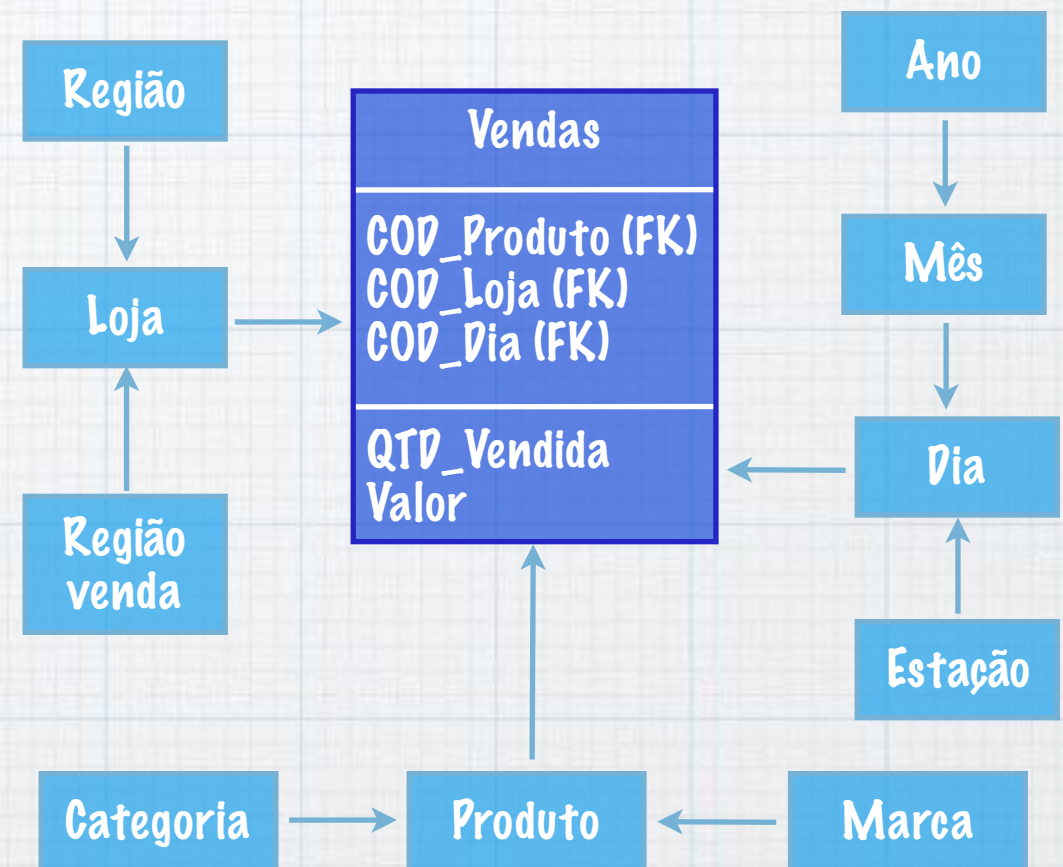 Região
Ano
Vendas
COD_Produto (FK)
COD_Loja (FK)
COD_Dia (FK)
QTD_Vendida
Valor
Mês
Loja
Dia
Região
venda
Estação
Categoria
Produto
Marca